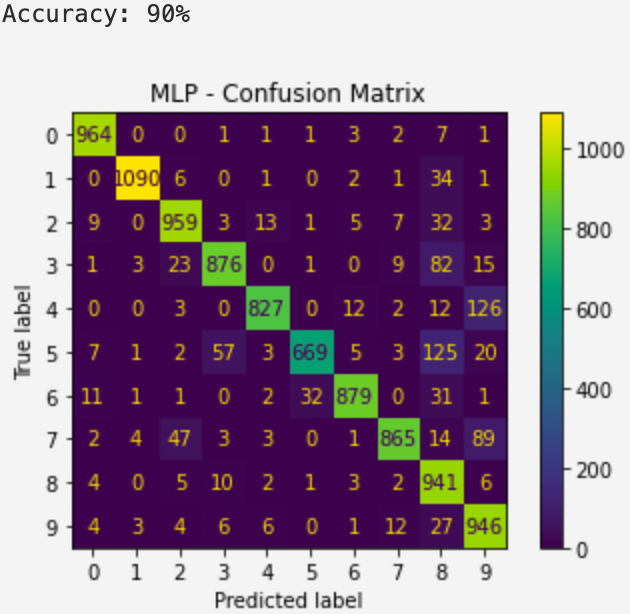 Accuracy: 90%
MLP - Confusion Matrix
0 964 0 0 1 1 1 3 2 7 1
1 0 1090 6 0 1 0 2 1 34 1
2 9 0 959 3 13 1 5 7 32 3
3 1 3 23 876 0 1 0 9 82 15
4 0 0 3 0 827 0 12 2 12 126
5 7 1 2 57 3 669 5 3 125 20
6 11 1 1 0 2 32 879 0 31 1
7 2 4 47 3 3 0 1 865 14 89
8 4 0 5 10 2 1 3 2 941 6
9 4 3 4 6 6 0 1 12 27 946
0 1 2 3 4 5 6 7 8 9
Predicted label
True label
1000
800
600
400
200
0